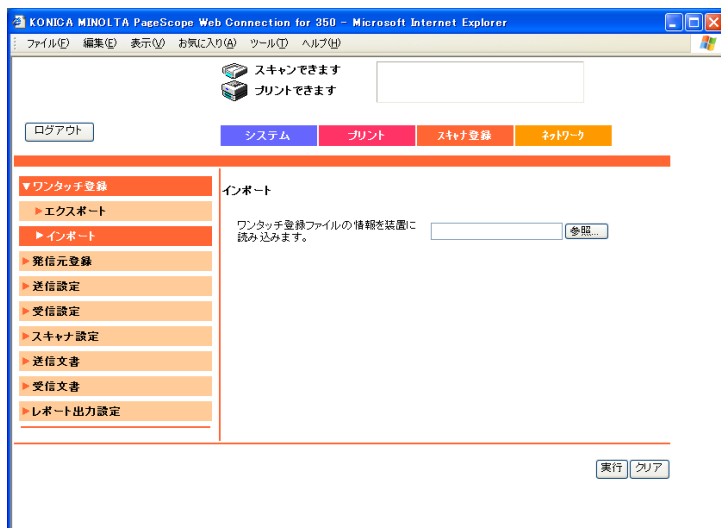 KONICA MINOLTA PageScope Web Connection for 350 - Microsoft Internet Explorer
ファイル(F) 編集(E) 表示(V) お気に入り(A) ツール(T) ヘルプ(H)
スキャンできます
プリントできます
ログアウト
システム プリント スキャナ登録 ネットワーク
▼ワンタッチ登録
▶エクスポート
▶インポート
▶発信元登録
▶送信設定
▶受信設定
▶スキャナ設定
▶送信文書
▶受信文書
▶レポート出力設定
インポート
ワンタッチ登録ファイルの情報を装置に
読み込みます。
参照...
実行 クリア